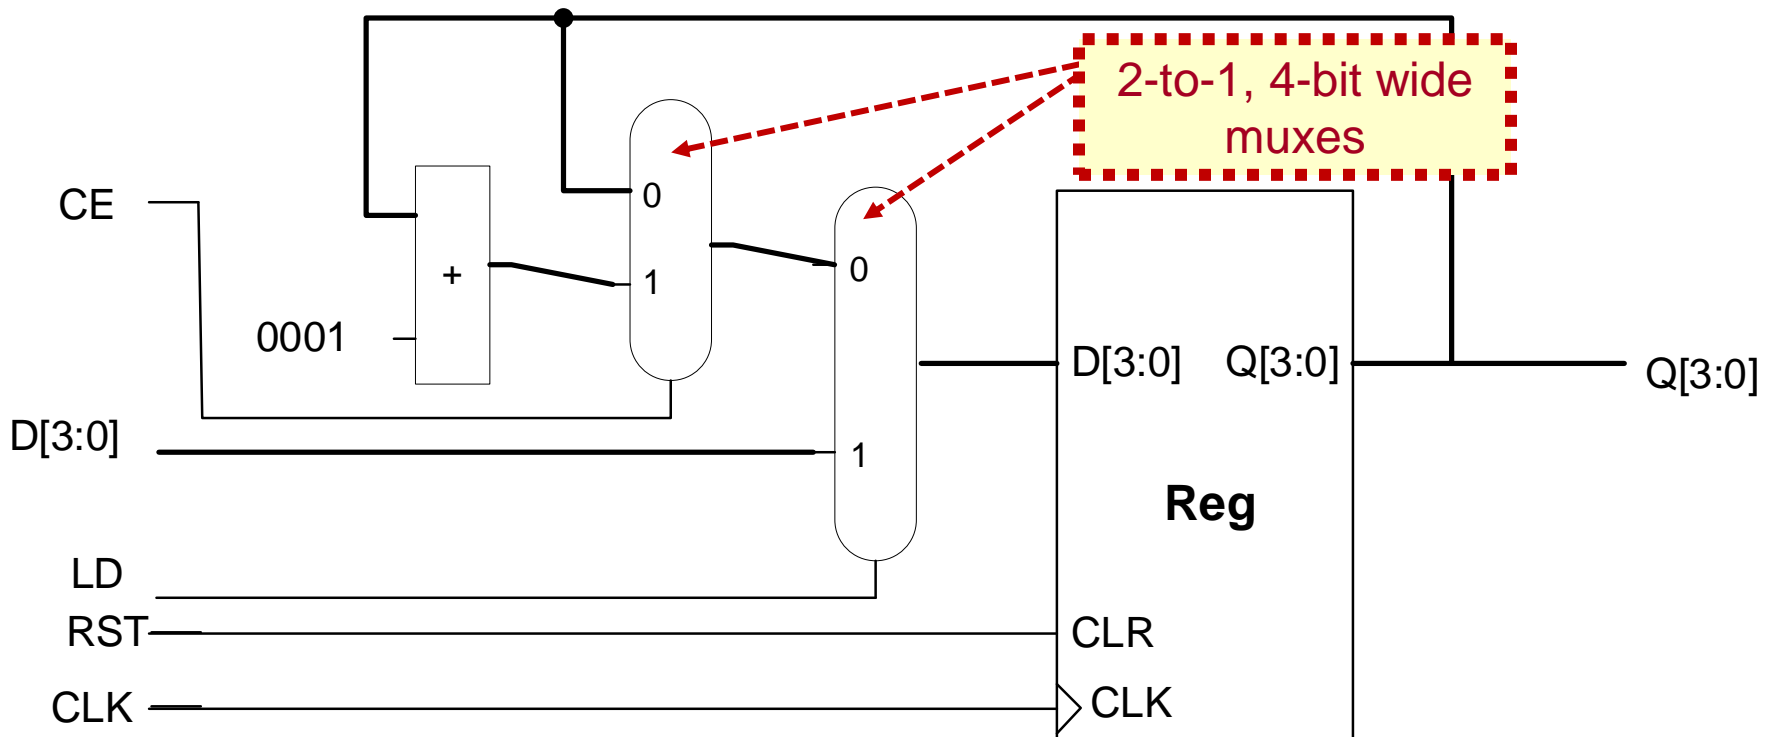 2-to-1, 4-bit wide
muxes
CE
0
+
1
0
0001
D[3:0]
Q[3:0]
Q[3:0]
D[3:0]
1
Reg
LD
RST
CLR
CLK
CLK